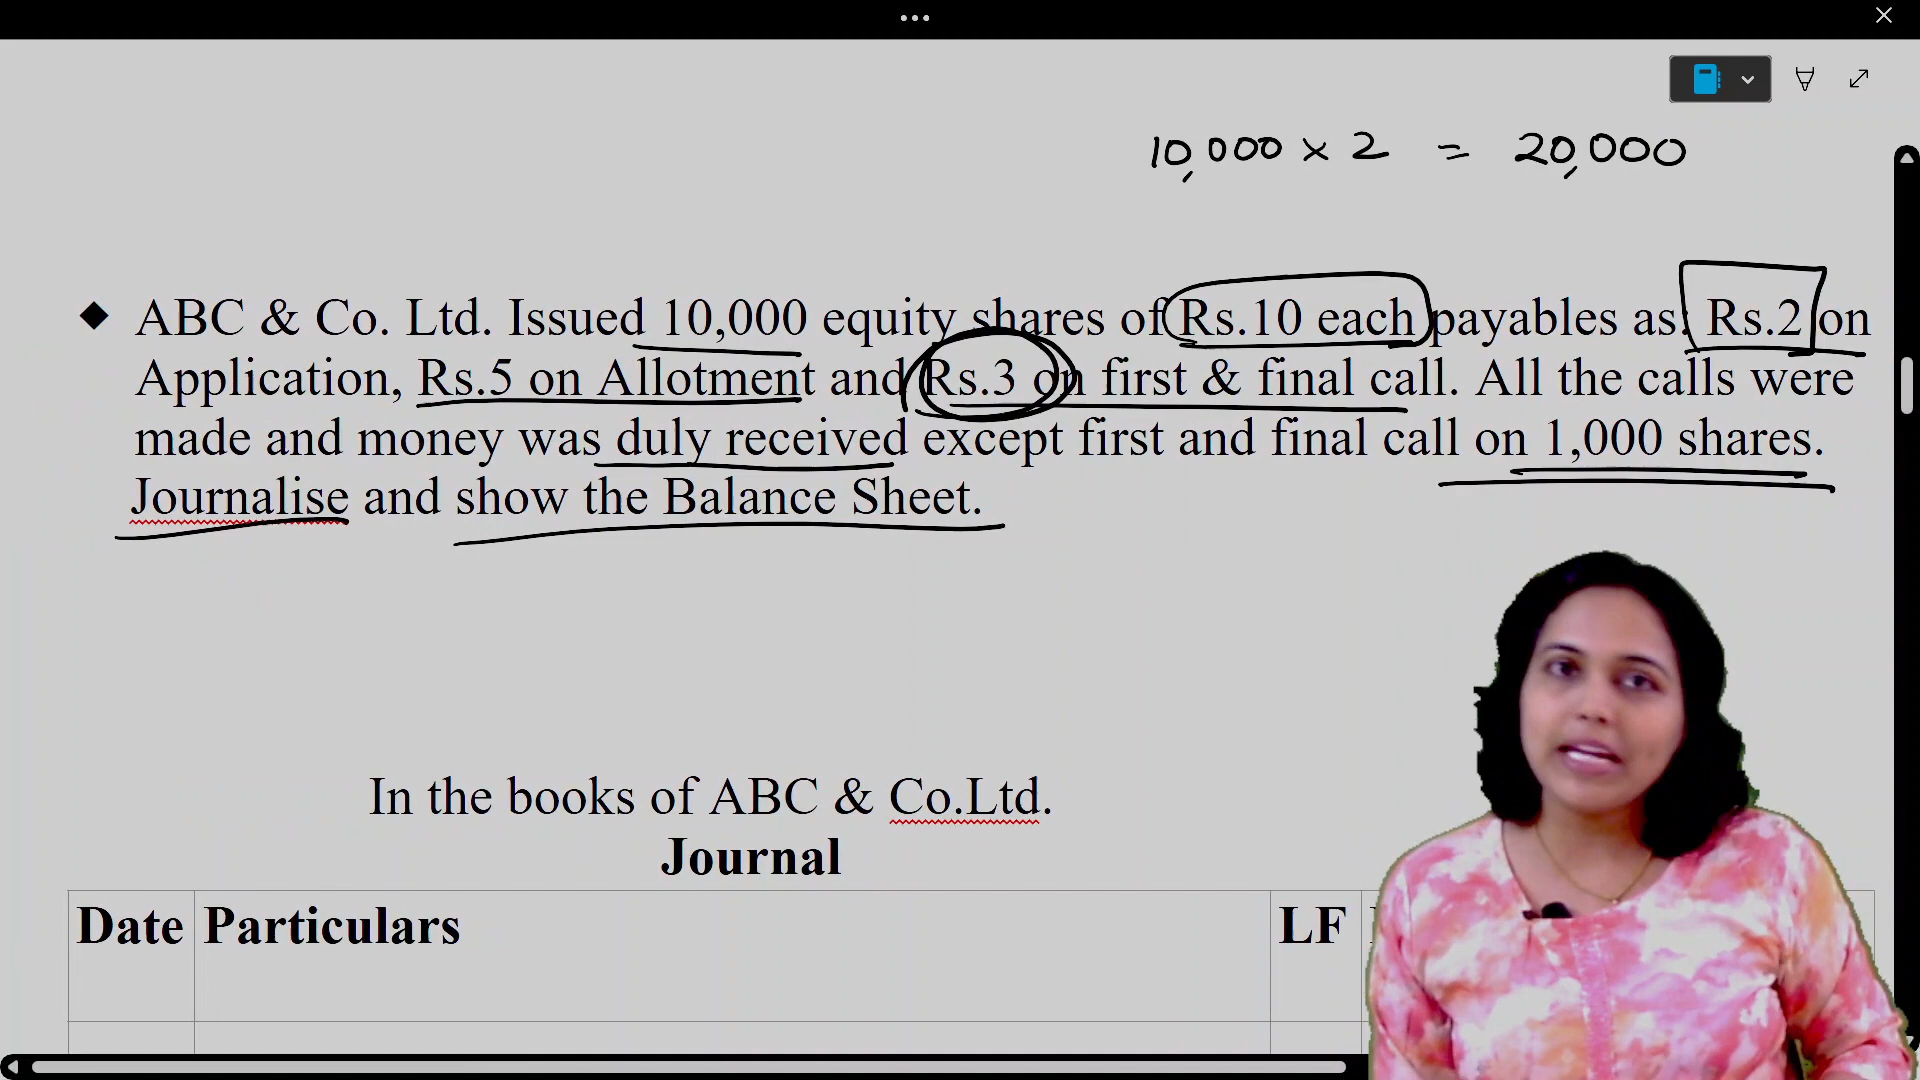 10,000 × 2 = 20,000
◆ ABC & Co. Ltd. Issued 10,000 equity shares of Rs.10 each payables as: Rs.2 on
Application, Rs.5 on Allotment and Rs.3 on first & final call. All the calls were
made and money was duly received except first and final call on 1,000 shares.
Journalise and show the Balance Sheet.
In the books of ABC & Co.Ltd.
Journal
Date Particulars LF